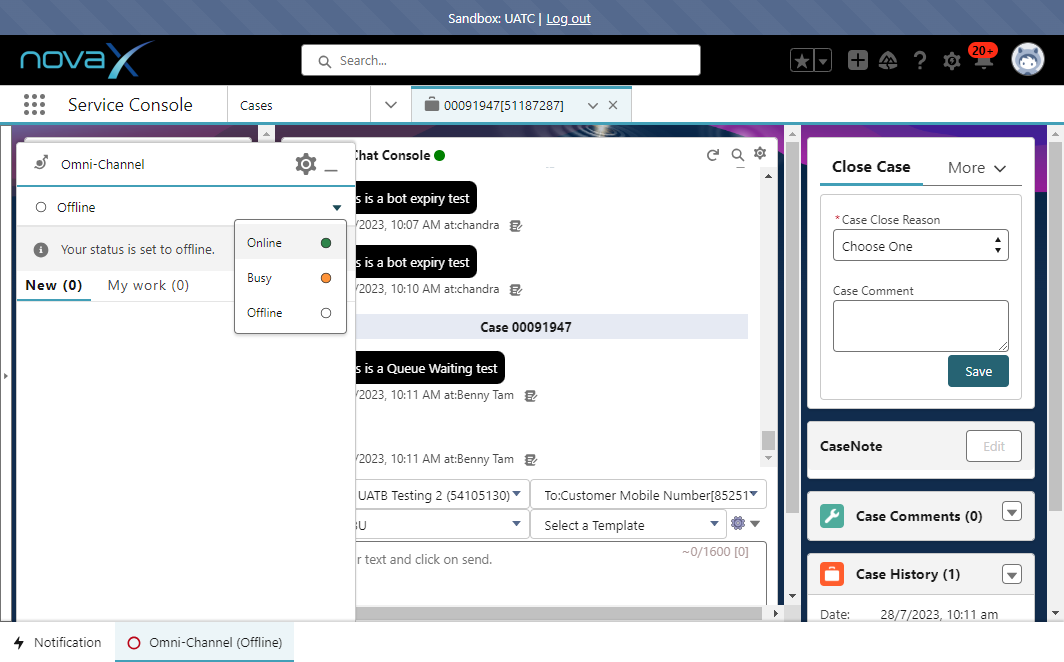 Sandbox: UATC | Log out
novaX
Search...
20+
Service Console
Cases
00091947[51187287]
Omni-Channel
Offline
Your status is set to offline.
New (0)
My work (0)
Online
Busy
Offline
Chat Console
s is a bot expiry test
/2023, 10:07 AM at:chandra
s is a bot expiry test
/2023, 10:10 AM at:chandra
Case 00091947
s is a Queue Waiting test
/2023, 10:11 AM at:Benny Tam
/2023, 10:11 AM at:Benny Tam
UATB Testing 2 (54105130)
To:Customer Mobile Number[85251
U
Select a Template
r text and click on send.
~0/1600 [0]
Close Case
More
* Case Close Reason
Choose One
Case Comment
Save
CaseNote
Edit
Case Comments (0)
Case History (1)
Date:
28/7/2023, 10:11 am
Notification
Omni-Channel (Offline)